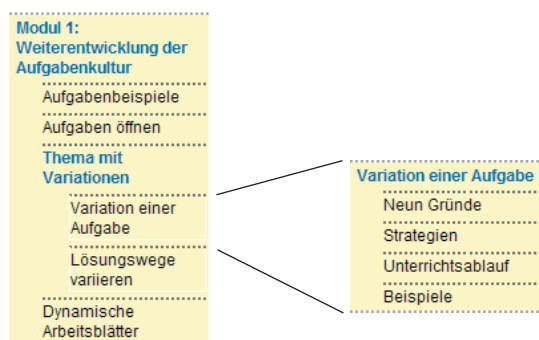 Modul 1:
Weiterentwicklung der
Aufgabenkultur
Aufgabenbeispiele
Aufgaben öffnen
Thema mit
Variationen
Variation einer
Aufgabe
Lösungswege
variieren
Dynamische
Arbeitsblätter
Variation einer Aufgabe
Neun Gründe
Strategien
Unterrichtsablauf
Beispiele